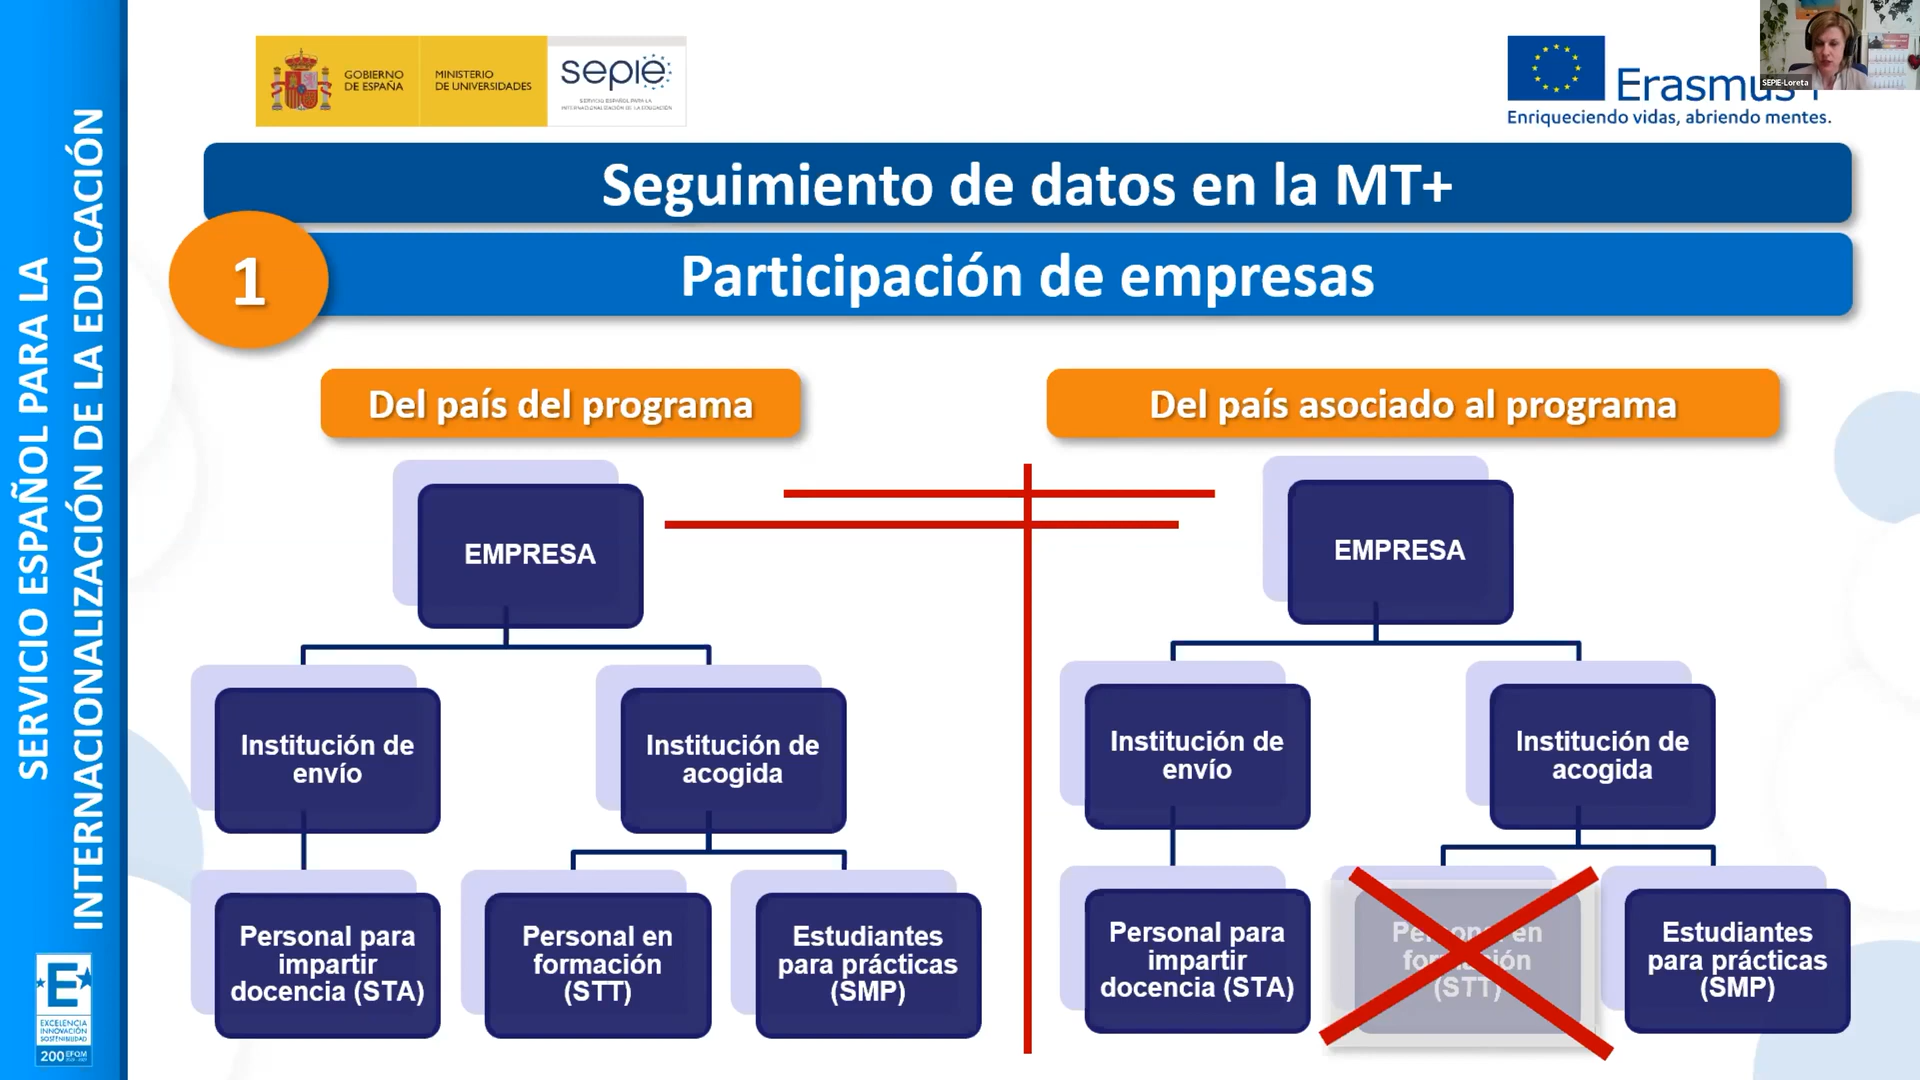 SERVICIO ESPAÑOL PARA LA
INTERNACIONALIZACIÓN DE LA EDUCACIÓN
GOBIERNO
DE ESPAÑA
MINISTERIO
DE UNIVERSIDADES
sepie
SERVICIO ESPAÑOL PARA LA
INTERNACIONALIZACIÓN DE LA EDUCACIÓN
Erasmus+
Enriqueciendo vidas, abriendo mentes.
SEPIE-Loreta
Seguimiento de datos en la MT+
1
Participación de empresas
Del país del programa
Del país asociado al programa
EMPRESA
EMPRESA
Institución de
envío
Institución de
acogida
Institución de
envío
Institución de
acogida
Personal para
impartir
docencia (STA)
Personal en
formación
(STT)
Estudiantes
para prácticas
(SMP)
Personal para
impartir
docencia (STA)
Personal en
formación
(STT)
Estudiantes
para prácticas
(SMP)
EXCELENCIA
INNOVACIÓN
SOSTENIBILIDAD
200 EFQM